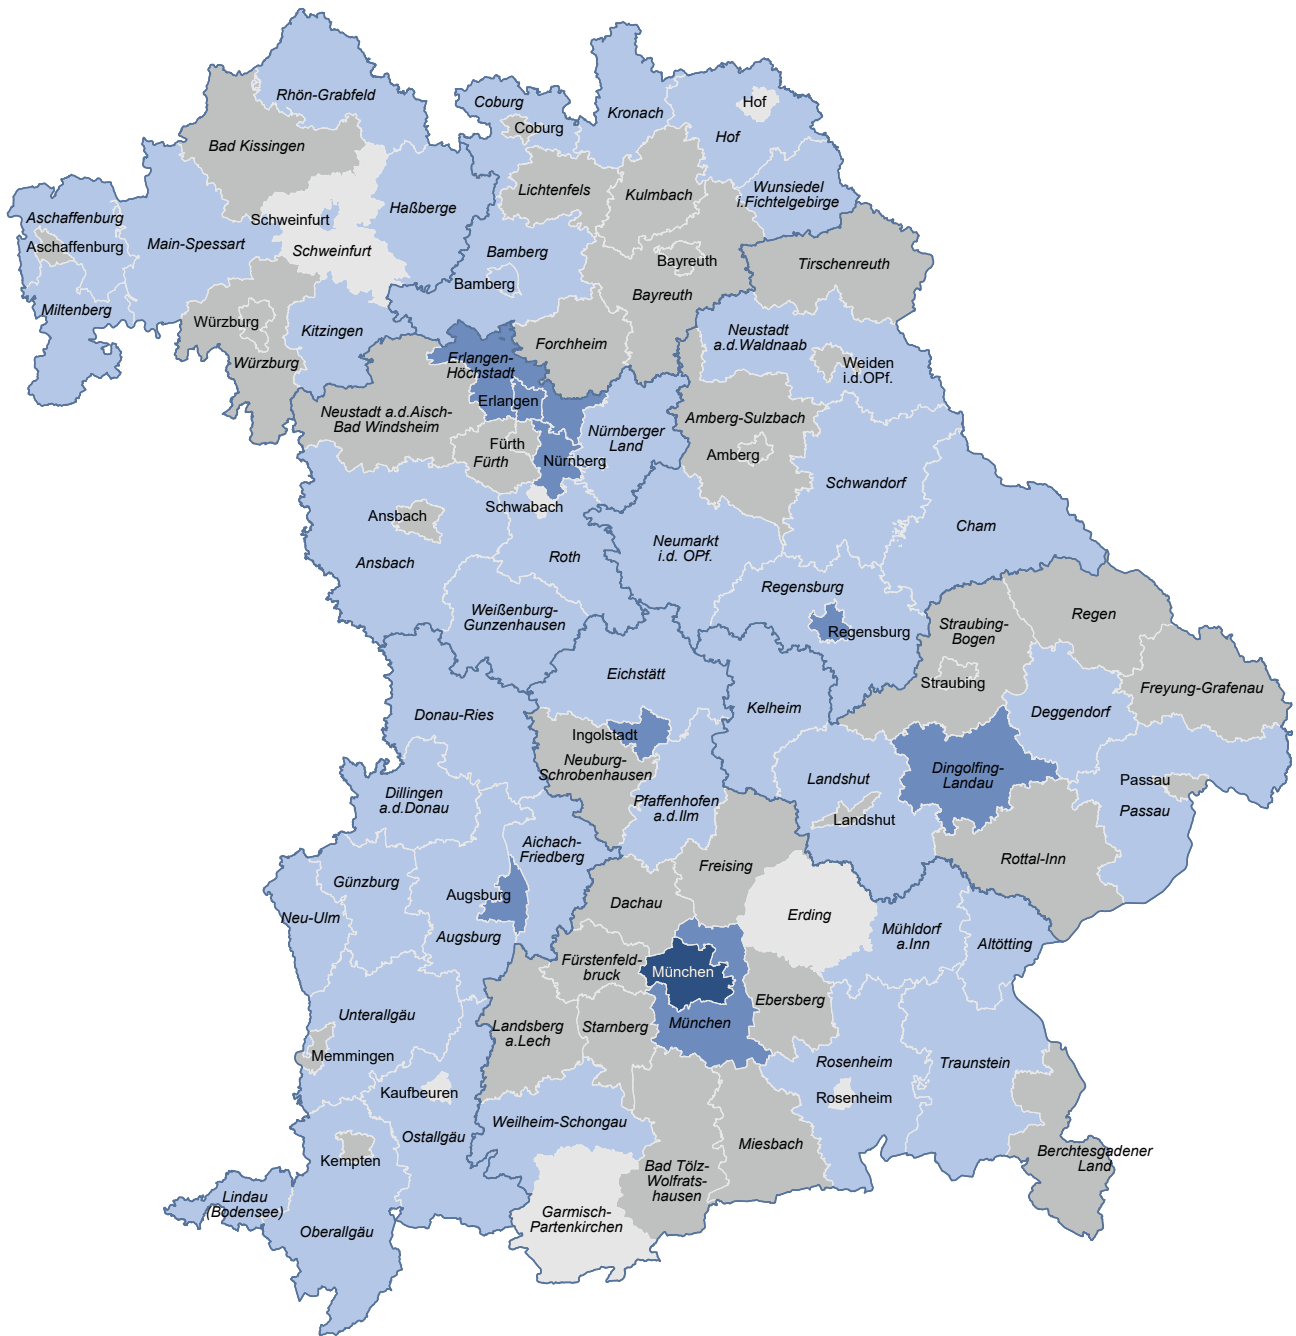 Rhön-Grabfeld
Coburg
Coburg
Kronach
Hof
Hof
Bad Kissingen
Lichtenfels
Kulmbach
Wunsiedel
i.Fichtelgebirge
Aschaffenburg
Aschaffenburg
Main-Spessart
Schweinfurt
Schweinfurt
Haßberge
Bamberg
Bamberg
Bayreuth
Bayreuth
Tirschenreuth
Miltenberg
Würzburg
Würzburg
Kitzingen
Erlangen-
Höchstadt
Forchheim
Neustadt
a.d.Waldnaab
Weiden
i.d.OPf.
Neustadt a.d.Aisch-
Bad Windsheim
Erlangen
Fürth
Fürth
Nürnberg
Nürnberger
Land
Amberg-Sulzbach
Amberg
Schwandorf
Cham
Ansbach
Ansbach
Schwabach
Roth
Neumarkt
i.d. OPf.
Weißenburg-
Gunzenhausen
Regensburg
Regensburg
Straubing-
Bogen
Straubing
Regen
Freyung-Grafenau
Eichstätt
Donau-Ries
Ingolstadt
Kelheim
Deggendorf
Neuburg-
Schrobenhausen
Dillingen
a.d.Donau
Pfaffenhofen
a.d.Ilm
Landshut
Landshut
Dingolfing-
Landau
Passau
Passau
Aichach-
Friedberg
Günzburg
Augsburg
Augsburg
Neu-Ulm
Freising
Dachau
Erding
Rottal-Inn
Mühldorf
a.Inn
Altötting
Fürstenfeld-
bruck
München
München
Ebersberg
Unterallgäu
Landsberg
a.Lech
Starnberg
Memmingen
Kaufbeuren
Rosenheim
Rosenheim
Traunstein
Weilheim-Schongau
Ostallgäu
Kempten
Miesbach
Bad Tölz-
Wolfrats-
hausen
Berchtesgadener
Land
Lindau
(Bodensee)
Oberallgäu
Garmisch-
Partenkirchen